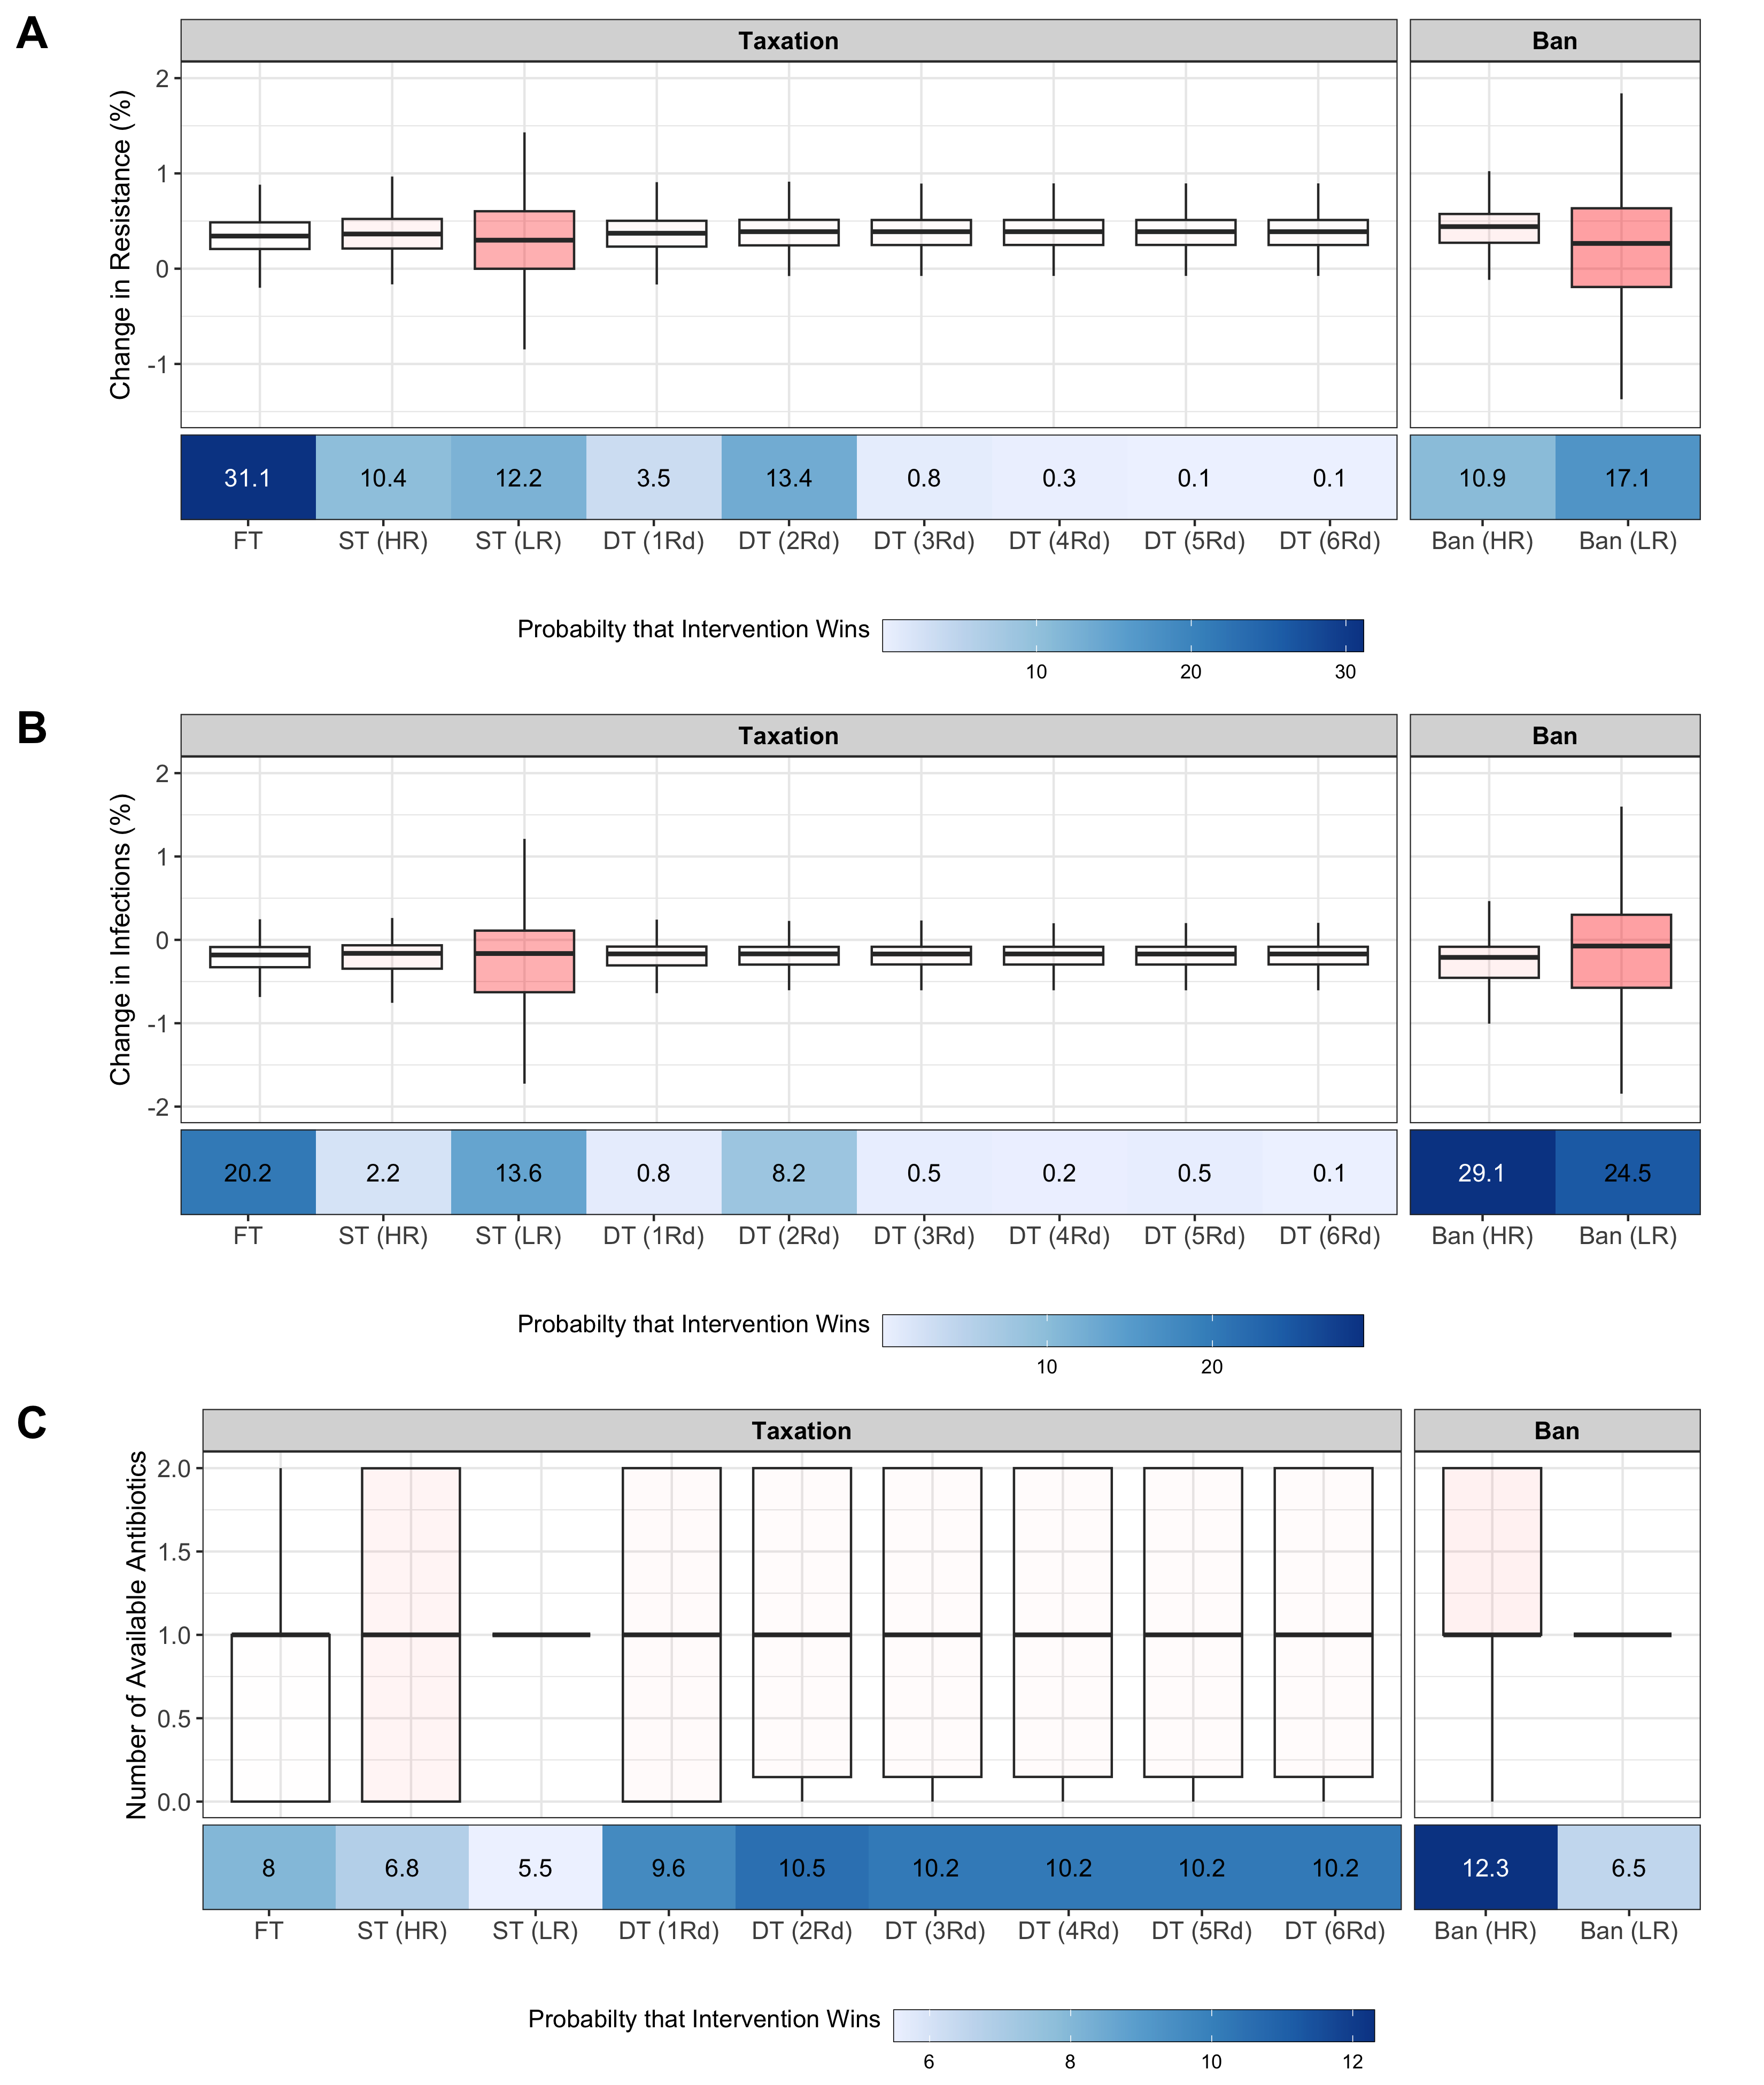 A
Taxation
Ban
Change in Resistance (%)
2
1
0
-1
31.1 10.4 12.2 3.5 13.4 0.8 0.3 0.1 0.1 10.9 17.1
FT ST (HR) ST (LR) DT (1Rd) DT (2Rd) DT (3Rd) DT (4Rd) DT (5Rd) DT (6Rd) Ban (HR) Ban (LR)
Probabilty that Intervention Wins
10 20 30
B
Taxation
Ban
Change in Infections (%)
2
1
0
-1
-2
20.2 2.2 13.6 0.8 8.2 0.5 0.2 0.5 0.1 29.1 24.5
FT ST (HR) ST (LR) DT (1Rd) DT (2Rd) DT (3Rd) DT (4Rd) DT (5Rd) DT (6Rd) Ban (HR) Ban (LR)
Probabilty that Intervention Wins
10 20
C
Taxation
Ban
Number of Available Antibiotics
2.0
1.5
1.0
0.5
0.0
8 6.8 5.5 9.6 10.5 10.2 10.2 10.2 10.2 12.3 6.5
FT ST (HR) ST (LR) DT (1Rd) DT (2Rd) DT (3Rd) DT (4Rd) DT (5Rd) DT (6Rd) Ban (HR) Ban (LR)
Probabilty that Intervention Wins
6 8 10 12